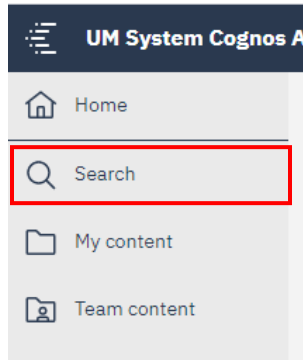 UM System Cognos A
Home
Search
My content
Team content